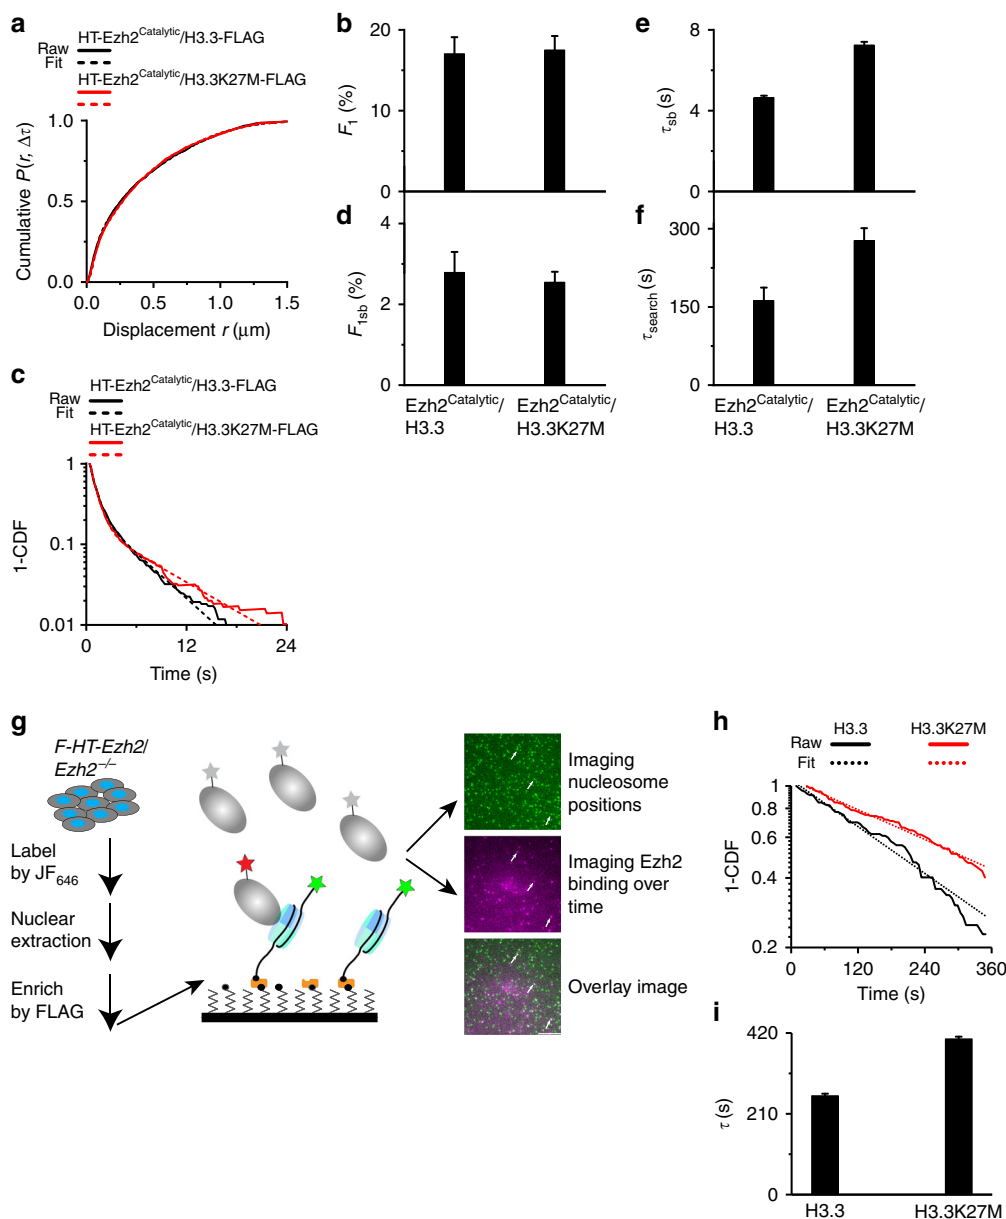 a
HT-Ezh2Catalytic/H3.3-FLAG
Raw
Fit
HT-Ezh2Catalytic/H3.3K27M-FLAG
Cumulative P(r, Δτ)
1.0
0.5
0.0
0.0 0.5 1.0 1.5
Displacement r (μm)
b
F1 (%)
20
10
0
e
τsb (s)
8
4
0
d
F1sb (%)
4
2
0
Ezh2Catalytic/
H3.3
Ezh2Catalytic/
H3.3K27M
f
τsearch (s)
300
150
0
Ezh2Catalytic/
H3.3
Ezh2Catalytic/
H3.3K27M
c
HT-Ezh2Catalytic/H3.3-FLAG
Raw
Fit
HT-Ezh2Catalytic/H3.3K27M-FLAG
1-CDF
1
0.1
0.01
0 12 24
Time (s)
g
F-HT-Ezh2/
Ezh2−/−
Label
by JF646
Nuclear
extraction
Enrich
by FLAG
Imaging
nucleosome
positions
Imaging Ezh2
binding over
time
Overlay image
h
H3.3 H3.3K27M
Raw
Fit
1-CDF
1
0.8
0.6
0.4
0.2
0 120 240 360
Time (s)
i
τ (s)
420
210
0
H3.3 H3.3K27M